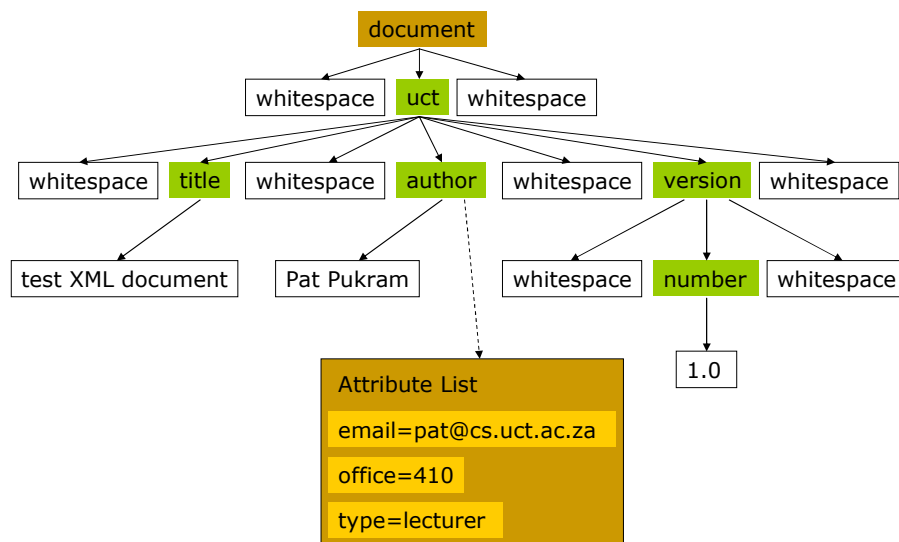 document
whitespace uct whitespace
whitespace title whitespace author whitespace version whitespace
test XML document Pat Pukram whitespace number whitespace
1.0
Attribute List
email=pat@cs.uct.ac.za
office=410
type=lecturer